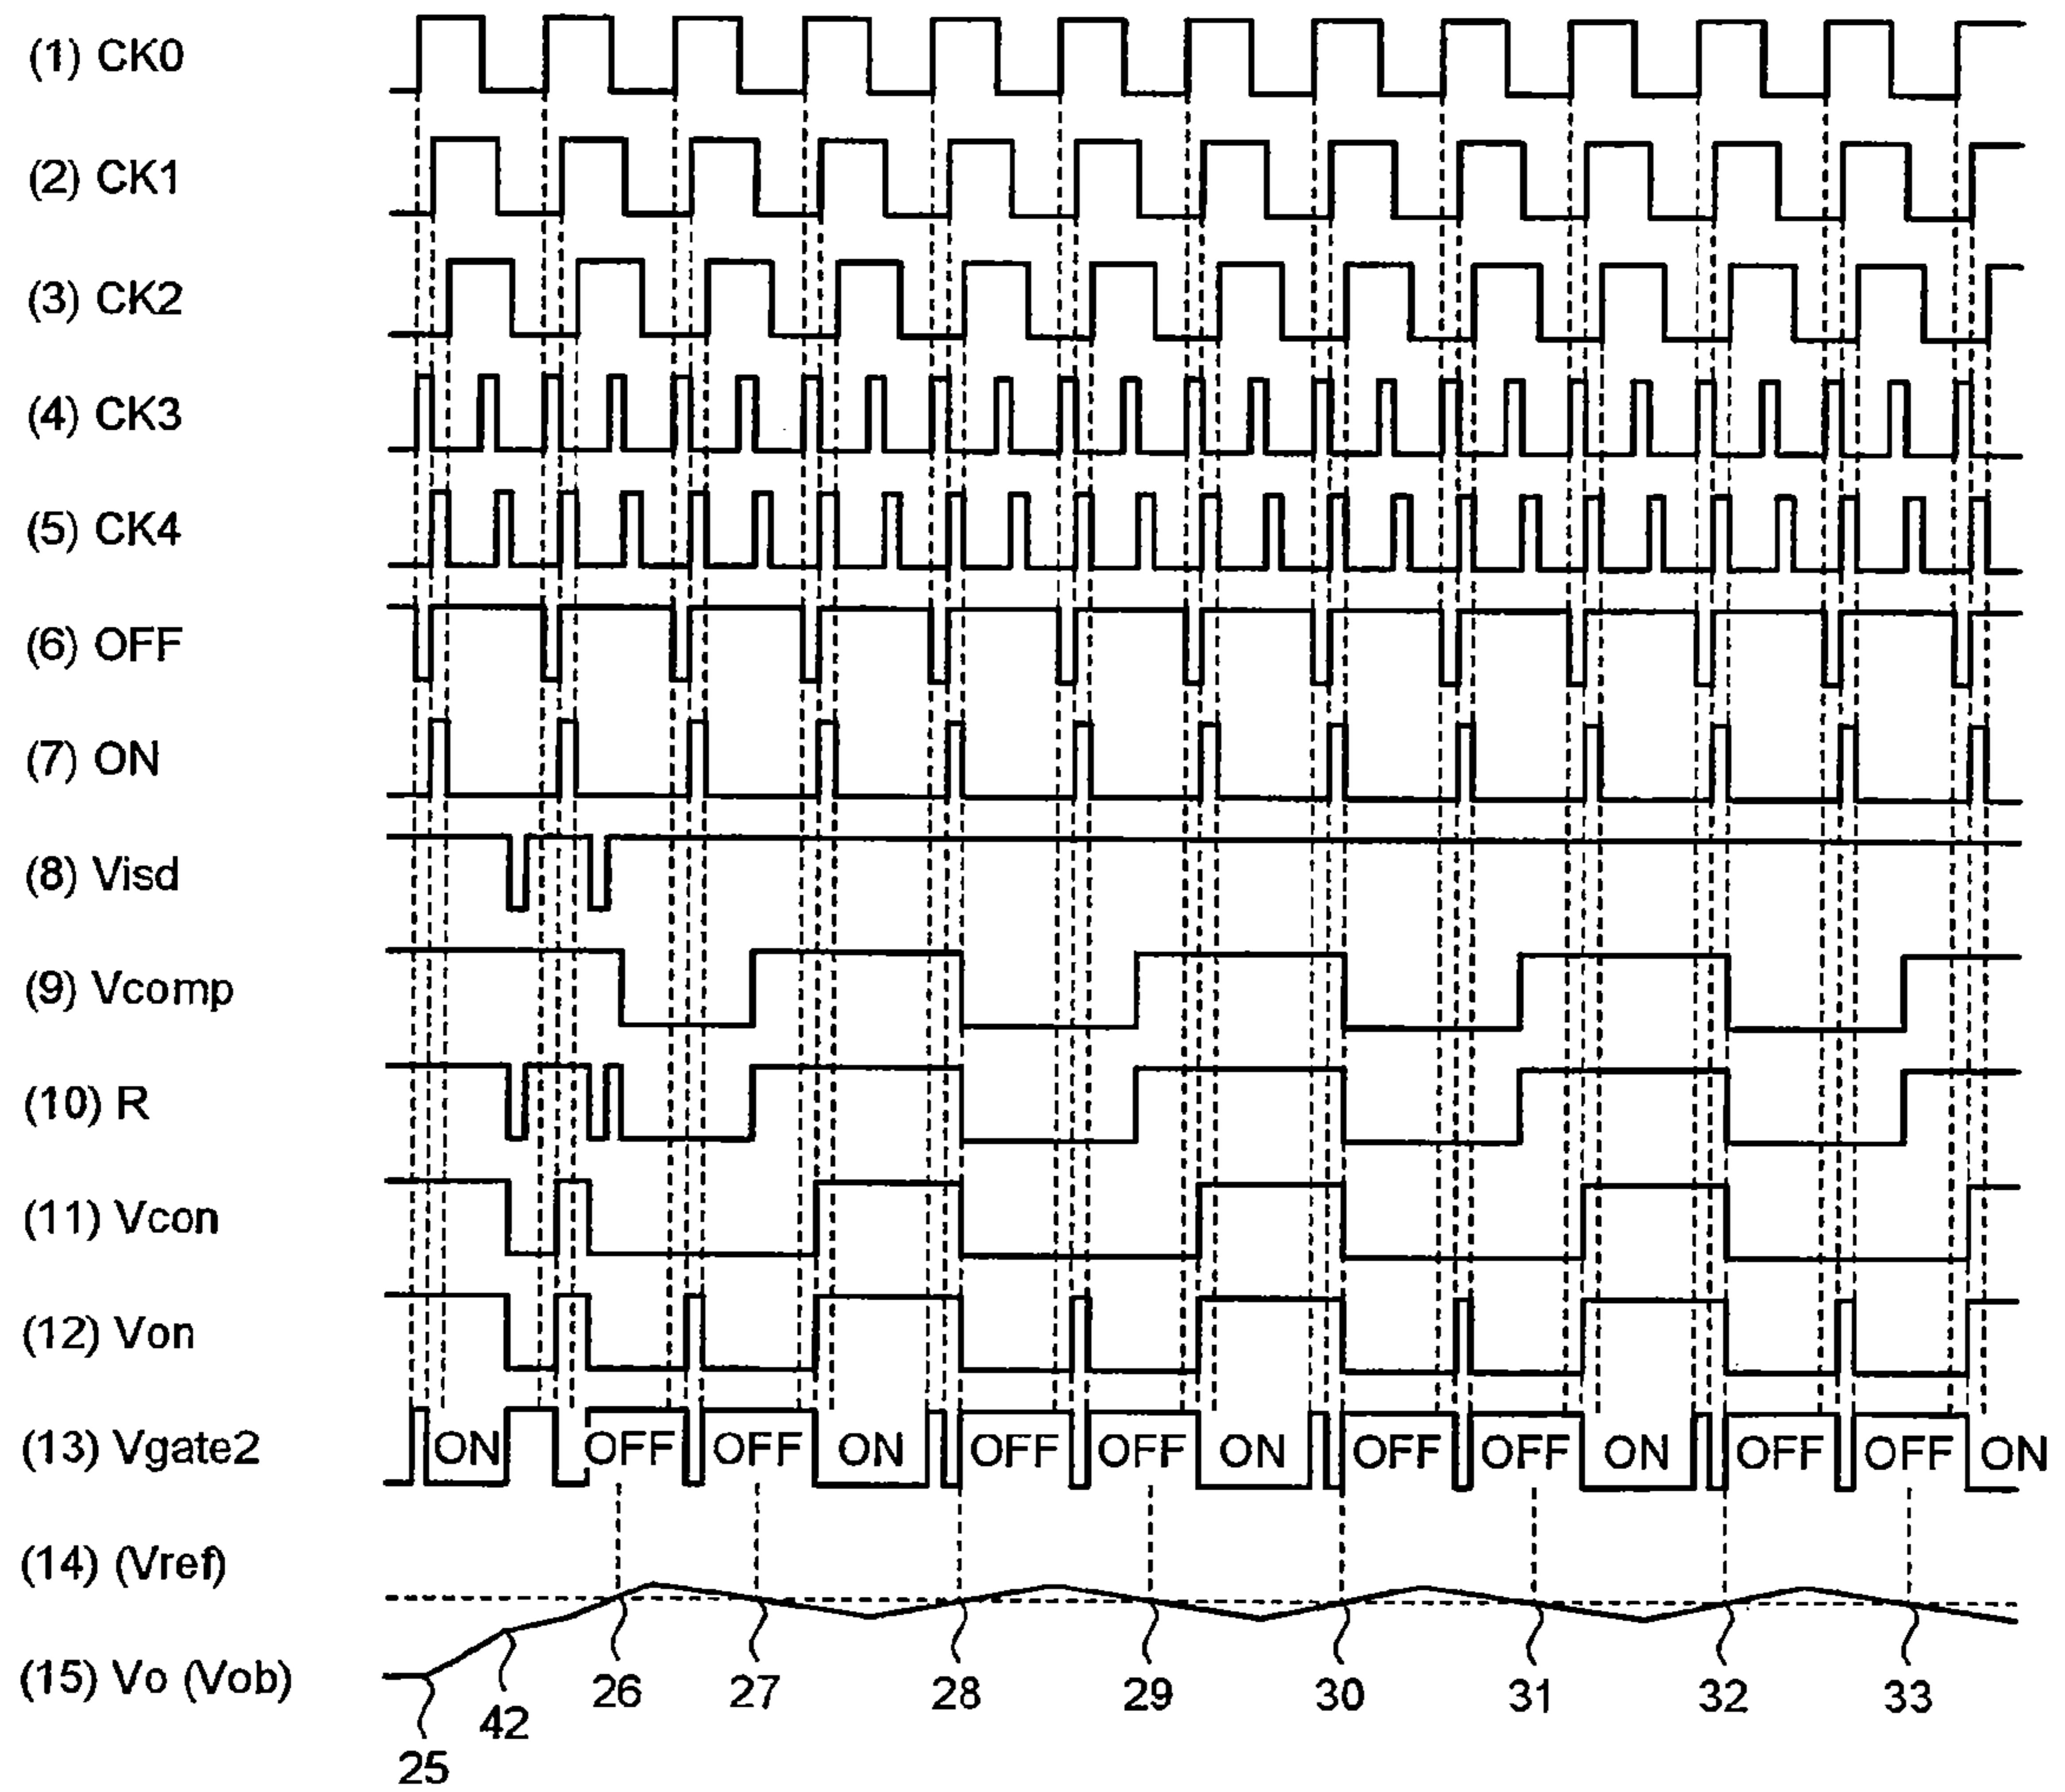 (1) CK0
(2) CK1
(3) CK2
(4) CK3
(5) CK4
(6) OFF
(7) ON
(8) Visd
(9) Vcomp
(10) R
(11) Vcon
(12) Von
(13) Vgate2 ON OFF OFF ON OFF OFF ON OFF OFF ON OFF OFF ON
(14) (Vref)
(15) Vo (Vob)
25 42 26 27 28 29 30 31 32 33